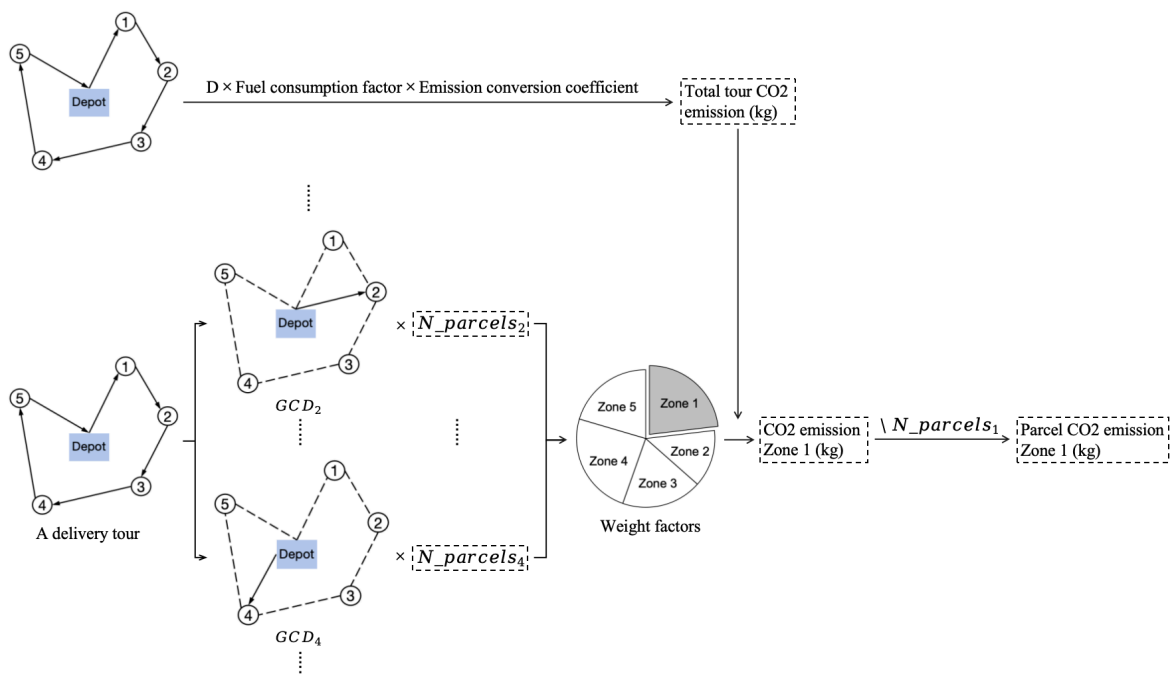 1
5
2
Depot
3
4
D × Fuel consumption factor × Emission conversion coefficient
Total tour CO2
emission (kg)
1
5
2
Depot
3
4
× N_parcels₂
GCD₂
1
5
2
Depot
3
4
A delivery tour
1
5
2
Depot
3
4
× N_parcels₄
GCD₄
Zone 1
Zone 5
Zone 2
Zone 4
Zone 3
Weight factors
CO2 emission
Zone 1 (kg)
\ N_parcels₁
Parcel CO2 emission
Zone 1 (kg)